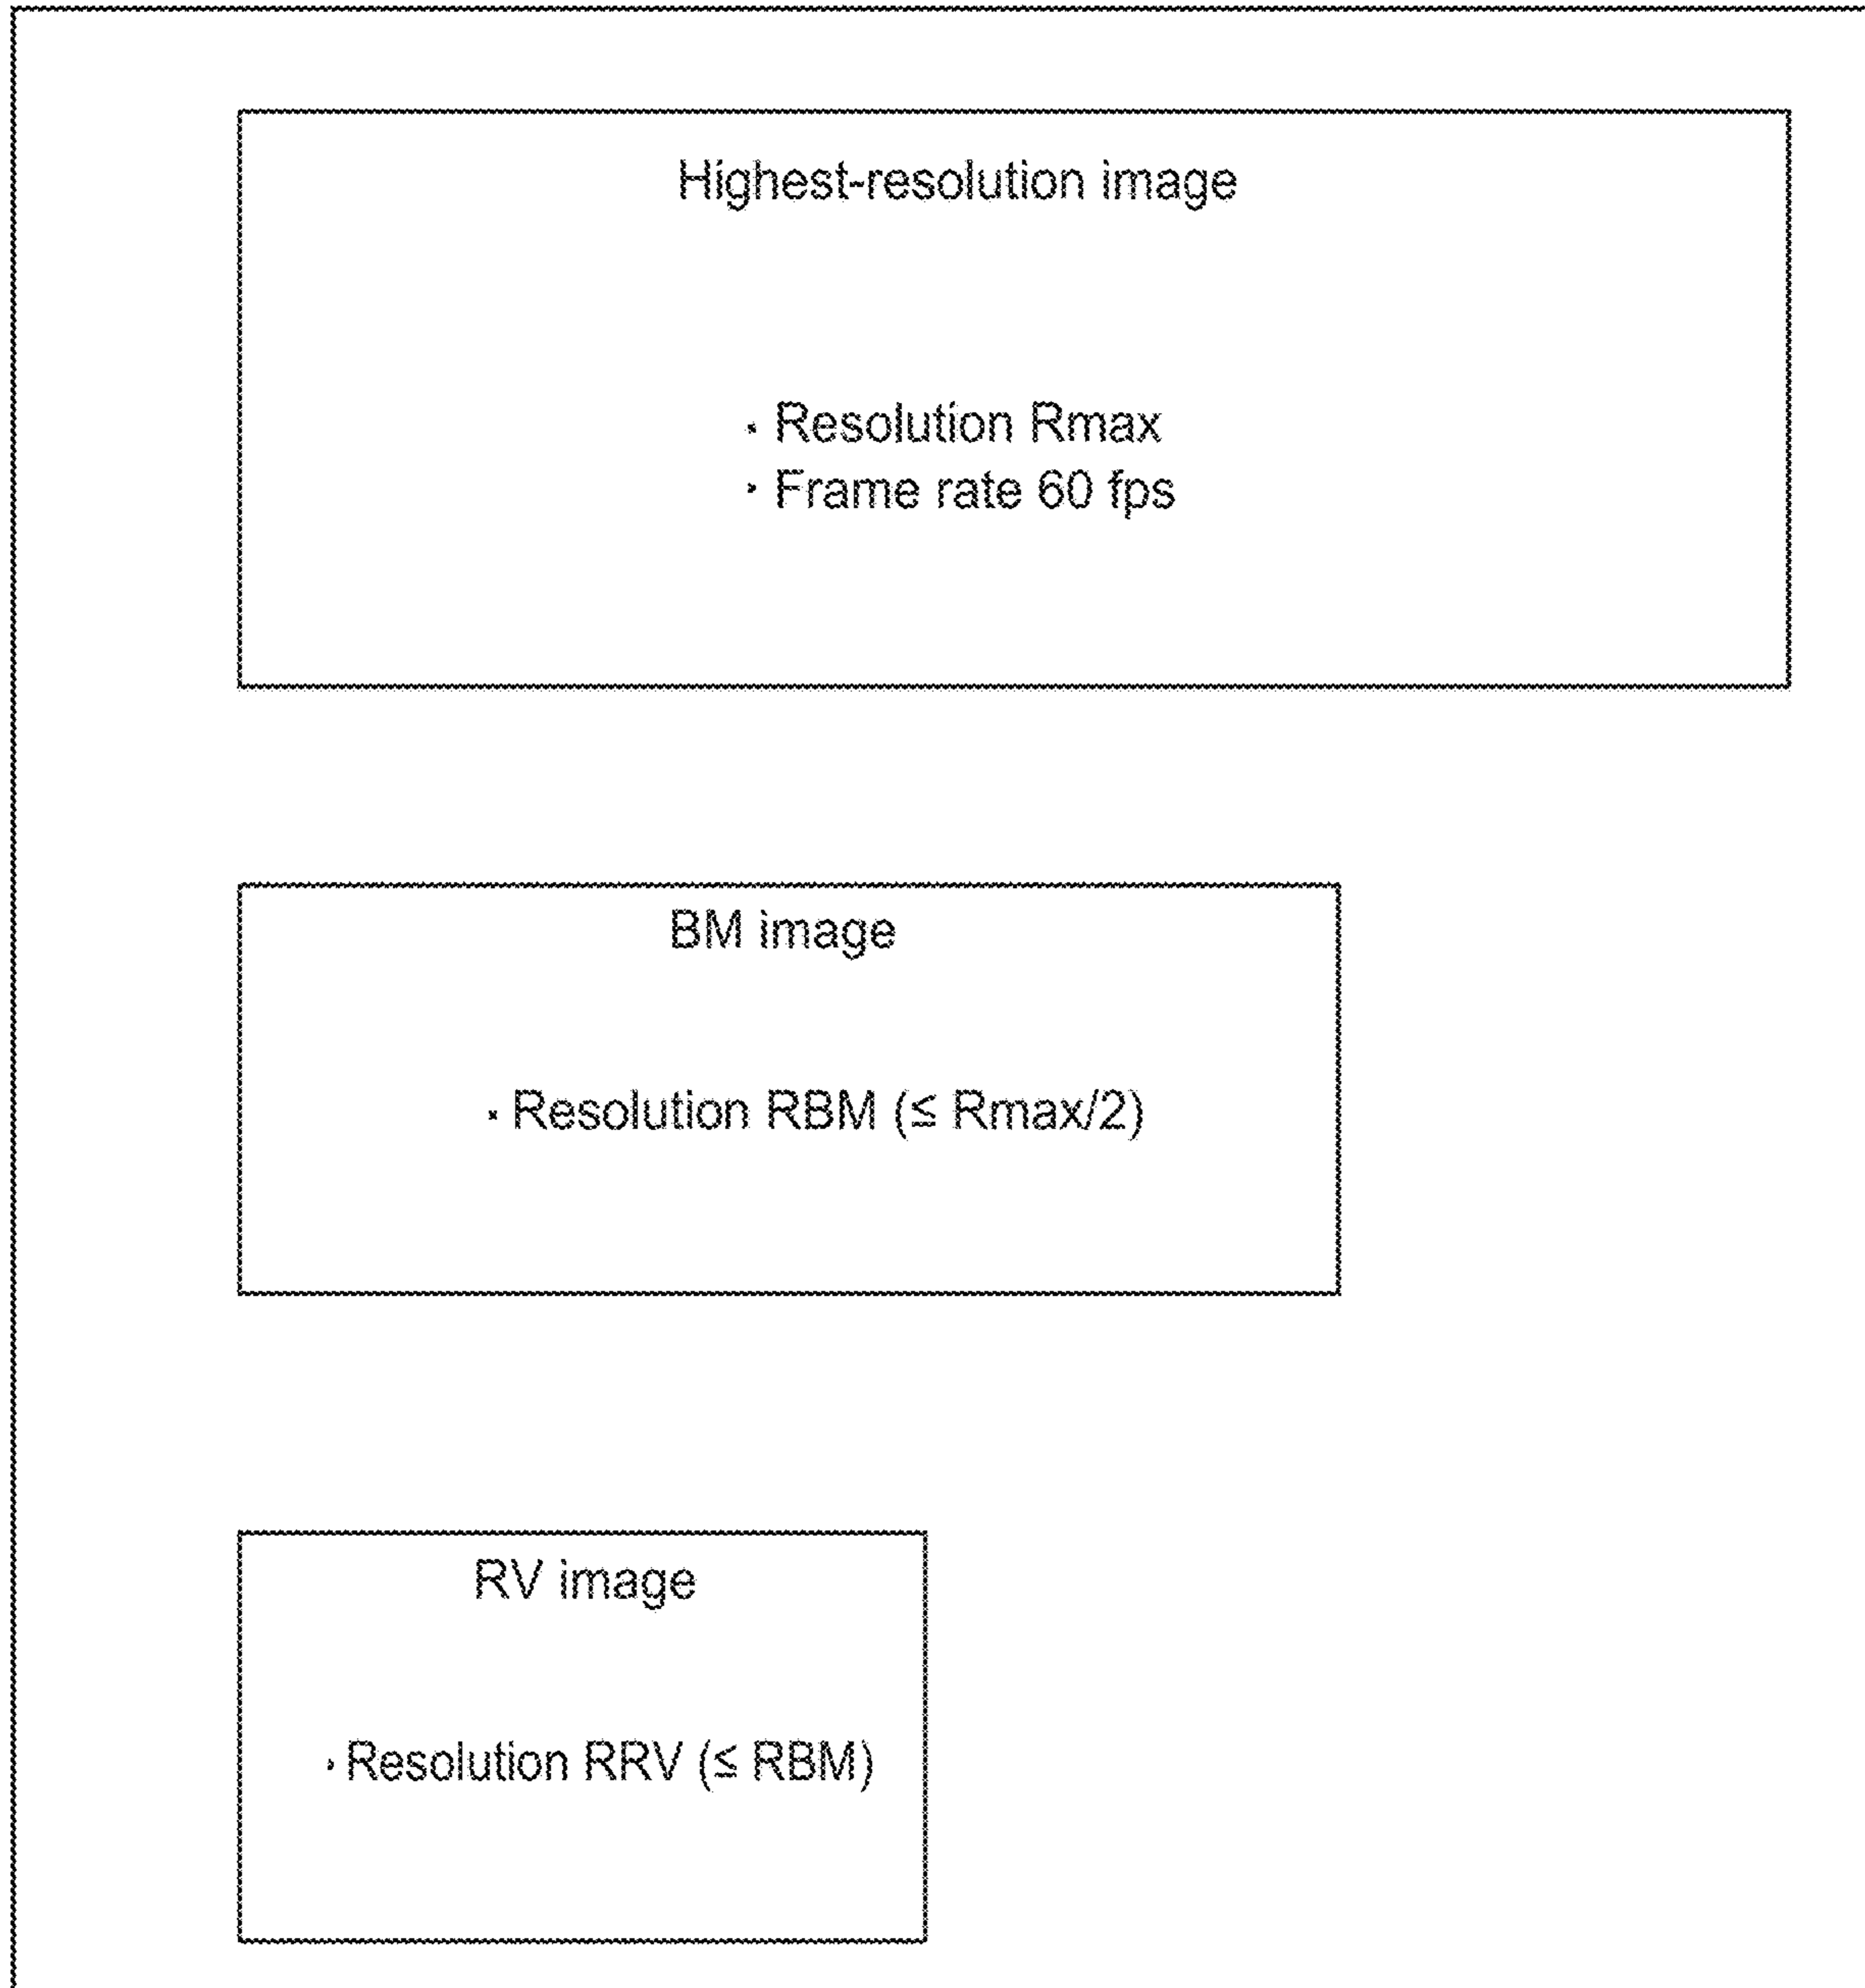 Highest-resolution image
· Resolution Rmax
· Frame rate 60 fps
BM image
· Resolution RBM (≤ Rmax/2)
RV image
· Resolution RRV (≤ RBM)